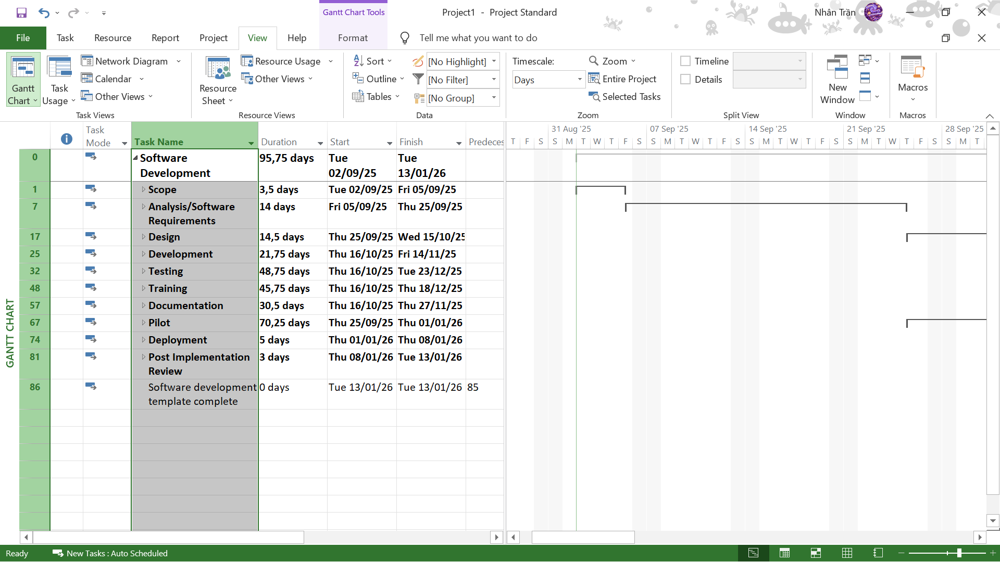 Gantt Chart Tools
Project1 - Project Standard
Nhân Trần
File
Task
Resource
Report
Project
View
Help
Format
Tell me what you want to do
Gantt
Chart
Task
Usage
Network Diagram
Calendar
Other Views
Task Views
Resource
Sheet
Resource Usage
Other Views
Resource Views
Sort
Outline
Tables
[No Highlight]
[No Filter]
[No Group]
Data
Timescale:
Days
Zoom
Entire Project
Selected Tasks
Zoom
Timeline
Details
Split View
New
Window
Window
Macros
Macros
Task
Mode
Task Name
Duration
Start
Finish
Predeces
31 Aug '25
07 Sep '25
14 Sep '25
21 Sep '25
28 Sep '25
T F S S M T W T F S S M T W T F S S M T W T F S S M T W T F S S M T
0 Software Development 95,75 days Tue 02/09/25 Tue 13/01/26
1 Scope 3,5 days Tue 02/09/25 Fri 05/09/25
7 Analysis/Software Requirements 14 days Fri 05/09/25 Thu 25/09/25
17 Design 14,5 days Thu 25/09/25 Wed 15/10/25
25 Development 21,75 days Thu 16/10/25 Fri 14/11/25
32 Testing 48,75 days Thu 16/10/25 Tue 23/12/25
48 Training 45,75 days Thu 16/10/25 Thu 18/12/25
57 Documentation 30,5 days Thu 16/10/25 Thu 27/11/25
67 Pilot 70,25 days Thu 25/09/25 Thu 01/01/26
74 Deployment 5 days Thu 01/01/26 Thu 08/01/26
81 Post Implementation Review 3 days Thu 08/01/26 Tue 13/01/26
86 Software development template complete 0 days Tue 13/01/26 Tue 13/01/26 85
GANTT CHART
Ready
New Tasks : Auto Scheduled